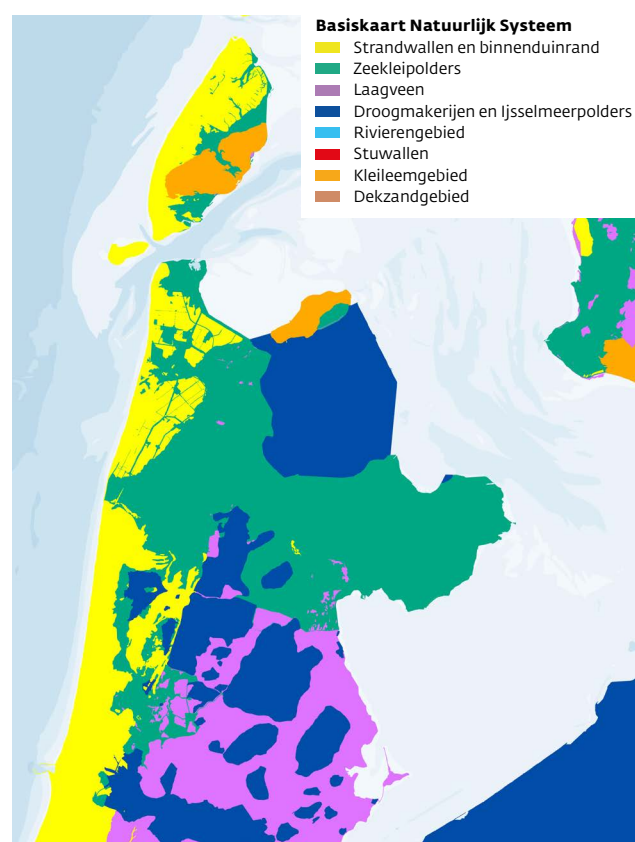 Basiskaart Natuurlijk Systeem
Strandwallen en binnenduinrand
Zeekleipolders
Laagveen
Droogmakerijen en Ijsselmeerpolders
Rivierengebied
Stuwallen
Kleileemgebied
Dekzandgebied